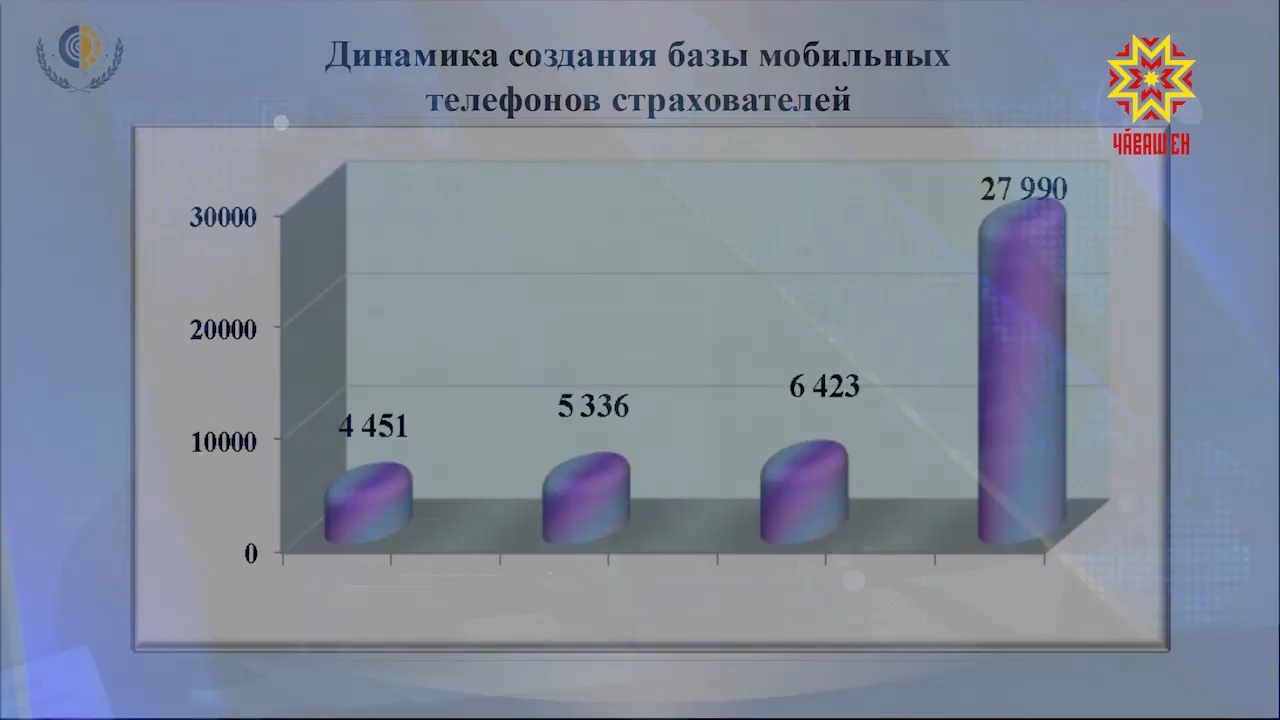 Динамика создания базы мобильных
телефонов страхователей
ЧӐВАШ ЕН
27 990
30000
20000
6 423
5 336
4 451
10000
0